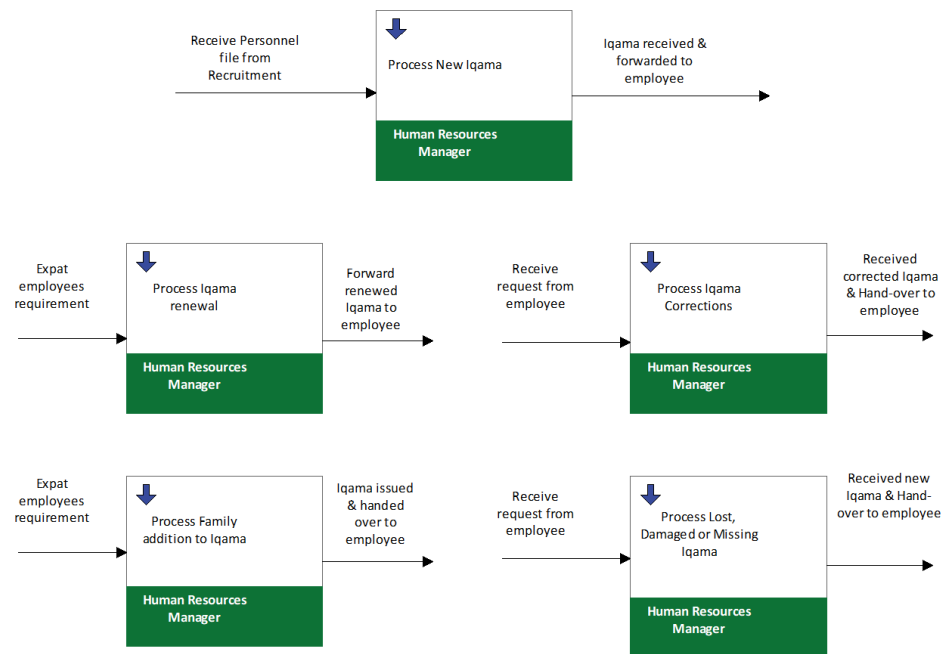 Receive Personnel
file from
Recruitment
Process New Iqama
Human Resources
Manager
Iqama received &
forwarded to
employee
Expat
employees
requirement
Process Iqama
renewal
Human Resources
Manager
Forward
renewed
Iqama to
employee
Receive
request from
employee
Process Iqama
Corrections
Human Resources
Manager
Received
corrected Iqama
& Hand-over to
employee
Expat
employees
requirement
Process Family
addition to Iqama
Human Resources
Manager
Iqama issued
& handed
over to
employee
Receive
request from
employee
Process Lost,
Damaged or Missing
Iqama
Human Resources
Manager
Received new
Iqama & Hand-
over to employee